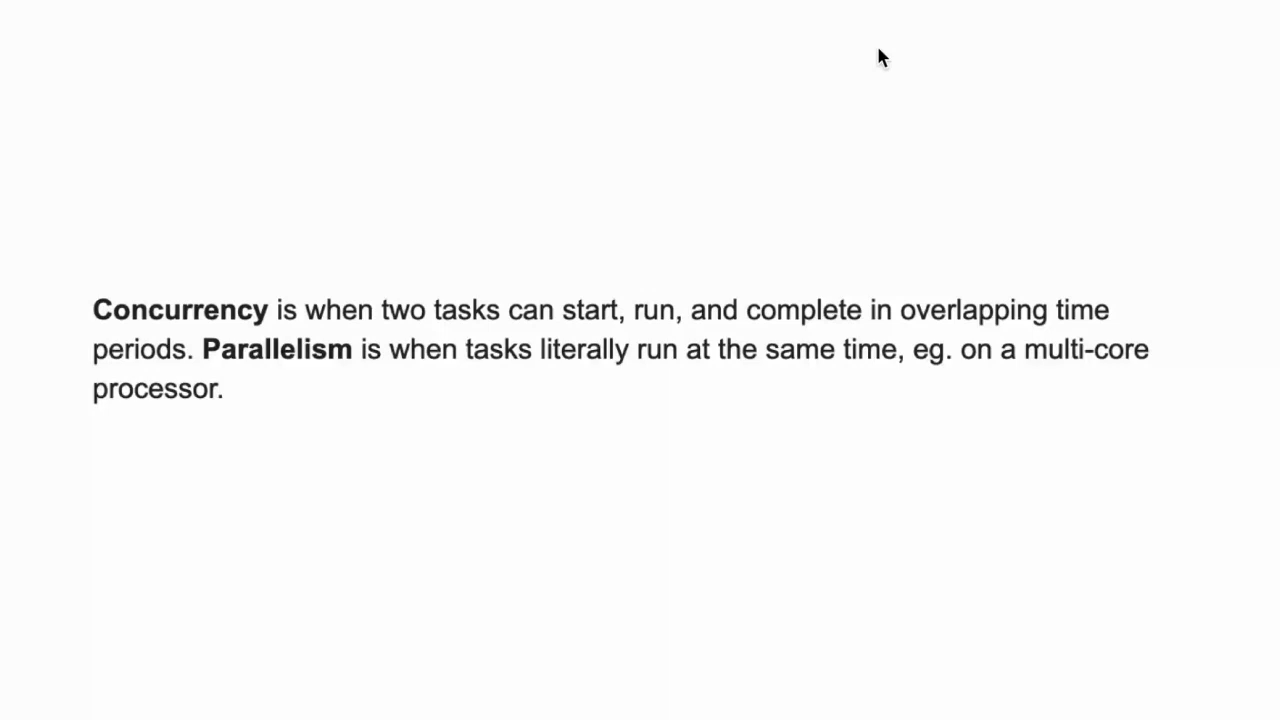 Concurrency is when two tasks can start, run, and complete in overlapping time
periods. Parallelism is when tasks literally run at the same time, eg. on a multi-core
processor.